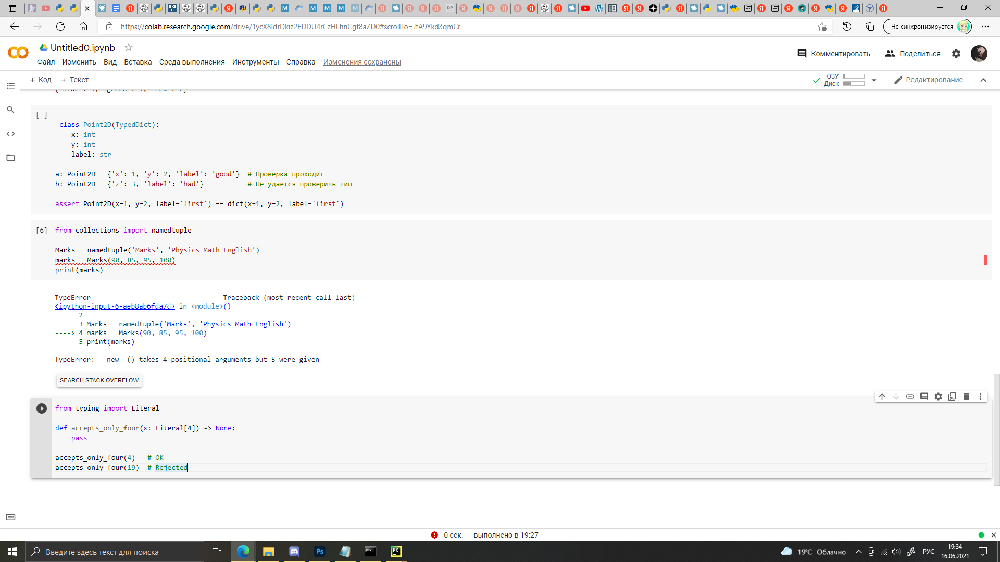 https://colab.research.google.com/drive/1ycX8IdrDkiz2EDDU4rCzHLhnCgt8aZD0#scrollTo=JtA9Ykd3qmCr
Не синхронизируется
Untitled0.ipynb
Комментировать
Поделиться
Файл Изменить Вид Вставка Среда выполнения Инструменты Справка Изменения сохранены
+ Код + Текст
ОЗУ
Диск
Редактирование
[ ]
class Point2D(TypedDict):
x: int
y: int
label: str
a: Point2D = {'x': 1, 'y': 2, 'label': 'good'}  # Проверка проходит
b: Point2D = {'z': 3, 'label': 'bad'}           # Не удается проверить тип
assert Point2D(x=1, y=2, label='first') == dict(x=1, y=2, label='first')
[6] from collections import namedtuple
Marks = namedtuple('Marks', 'Physics Math English')
marks = Marks(90, 85, 95, 100)
print(marks)
---------------------------------------------------------------------------
TypeError                                 Traceback (most recent call last)
<ipython-input-6-aeb8ab6fda7d> in <module>()
2
3 Marks = namedtuple('Marks', 'Physics Math English')
----> 4 marks = Marks(90, 85, 95, 100)
5 print(marks)
TypeError: __new__() takes 4 positional arguments but 5 were given
SEARCH STACK OVERFLOW
from typing import Literal
def accepts_only_four(x: Literal[4]) -> None:
pass
accepts_only_four(4)   # OK
accepts_only_four(19)  # Rejected
0 сек. выполнено в 19:27
Введите здесь текст для поиска
Ps
PC
19°C Облачно
РУС
19:34
16.06.2021